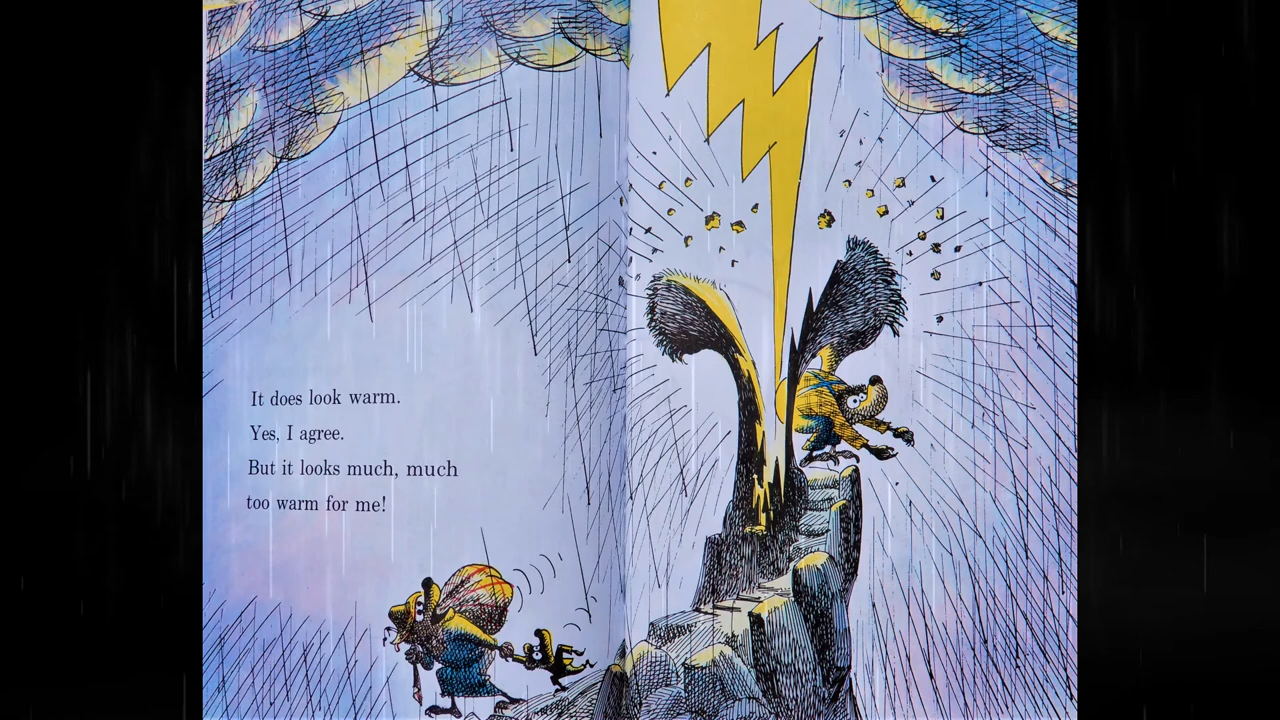 It does look warm.
Yes, I agree.
But it looks much, much
too warm for me!